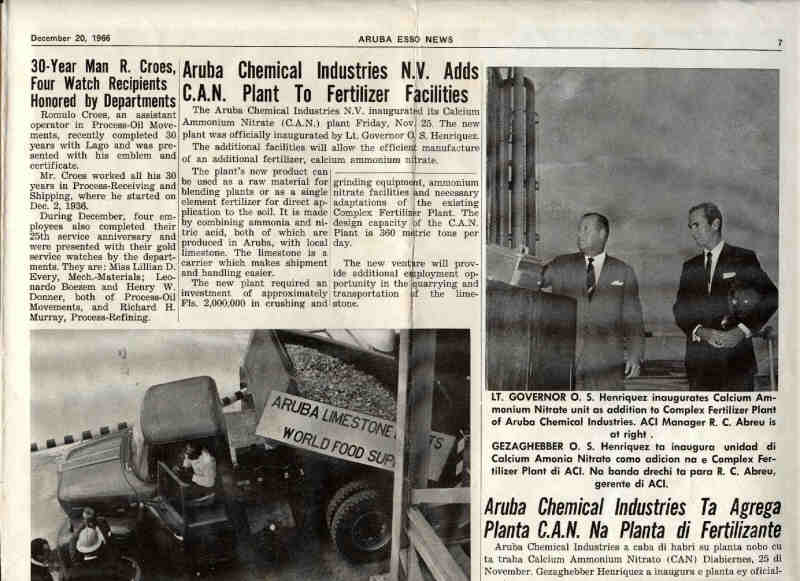 December 20, 1966
ARUBA ESSO NEWS
7
30-Year Man R. Croes,
Four Watch Recipients
Honored by Departments
Romulo Croes, an assistant
operator in Process-Oil Move-
ments, recently completed 30
years with Lago and was pre-
sented with his emblem and
certificate.
Mr. Croes worked all his 30
years in Process-Receiving and
Shipping, where he started on
Dec. 2, 1936.
During December, four em-
ployees also completed their
25th service anniversary and
were presented with their gold
service watches by the depart-
ments. They are: Miss Lillian D.
Every, Mech.-Materials; Leo-
nardo Boezem and Henry W.
Donner, both of Process-Oil
Movements, and Richard H.
Murray, Process-Refining.
Aruba Chemical Industries N.V. Adds
C.A.N. Plant To Fertilizer Facilities
The Aruba Chemical Industries N.V. inaugurated its Calcium
Ammonium Nitrate (C.A.N.) plant Friday, Nov. 25. The new
plant was officially inaugurated by Lt. Governor O. S. Henriquez.
The additional facilities will allow the efficient manufacture
of an additional fertilizer, calcium ammonium nitrate.
The plant's new product can
be used as a raw material for
blending plants or as a single
element fertilizer for direct ap-
plication to the soil. It is made
by combining ammonia and ni-
tric acid, both of which are
produced in Aruba, with local
limestone. The limestone is a
carrier which makes shipment
and handling easier.
The new plant required an
investment of approximately
Fls. 2,000,000 in crushing and
grinding equipment, ammonium
nitrate facilities and necessary
adaptations of the existing
Complex Fertilizer Plant. The
design capacity of the C.A.N.
Plant is 360 metric tons per
day.
The new venture will prov-
ide additional employment op-
portunity in the quarrying and
transportation of the lime-
stone.
ARUBA LIMESTONE
WORLD FOOD
LT. GOVERNOR O. S. Henriquez inaugurates Calcium Am-
monium Nitrate unit as addition to Complex Fertilizer Plant
of Aruba Chemical Industries. ACI Manager R. C. Abreu is
at right .
GEZAGHEBBER O. S. Henriquez ta inaugura unidad di
Calcium Amonia Nitrato como adicion na e Complex Fer-
tilizer Plant di ACI. Na banda drechi ta para R. C. Abreu,
gerente di ACI.
Aruba Chemical Industries Ta Agrega
Planta C.A.N. Na Planta di Fertilizante
Aruba Chemical Industries a caba di habri su planta nobo cu
ta traha Calcium Ammonium Nitrato (CAN) Diabiernes, 25 di
November. Gezaghebber Henriquez a inaugura e planta ey oficial-